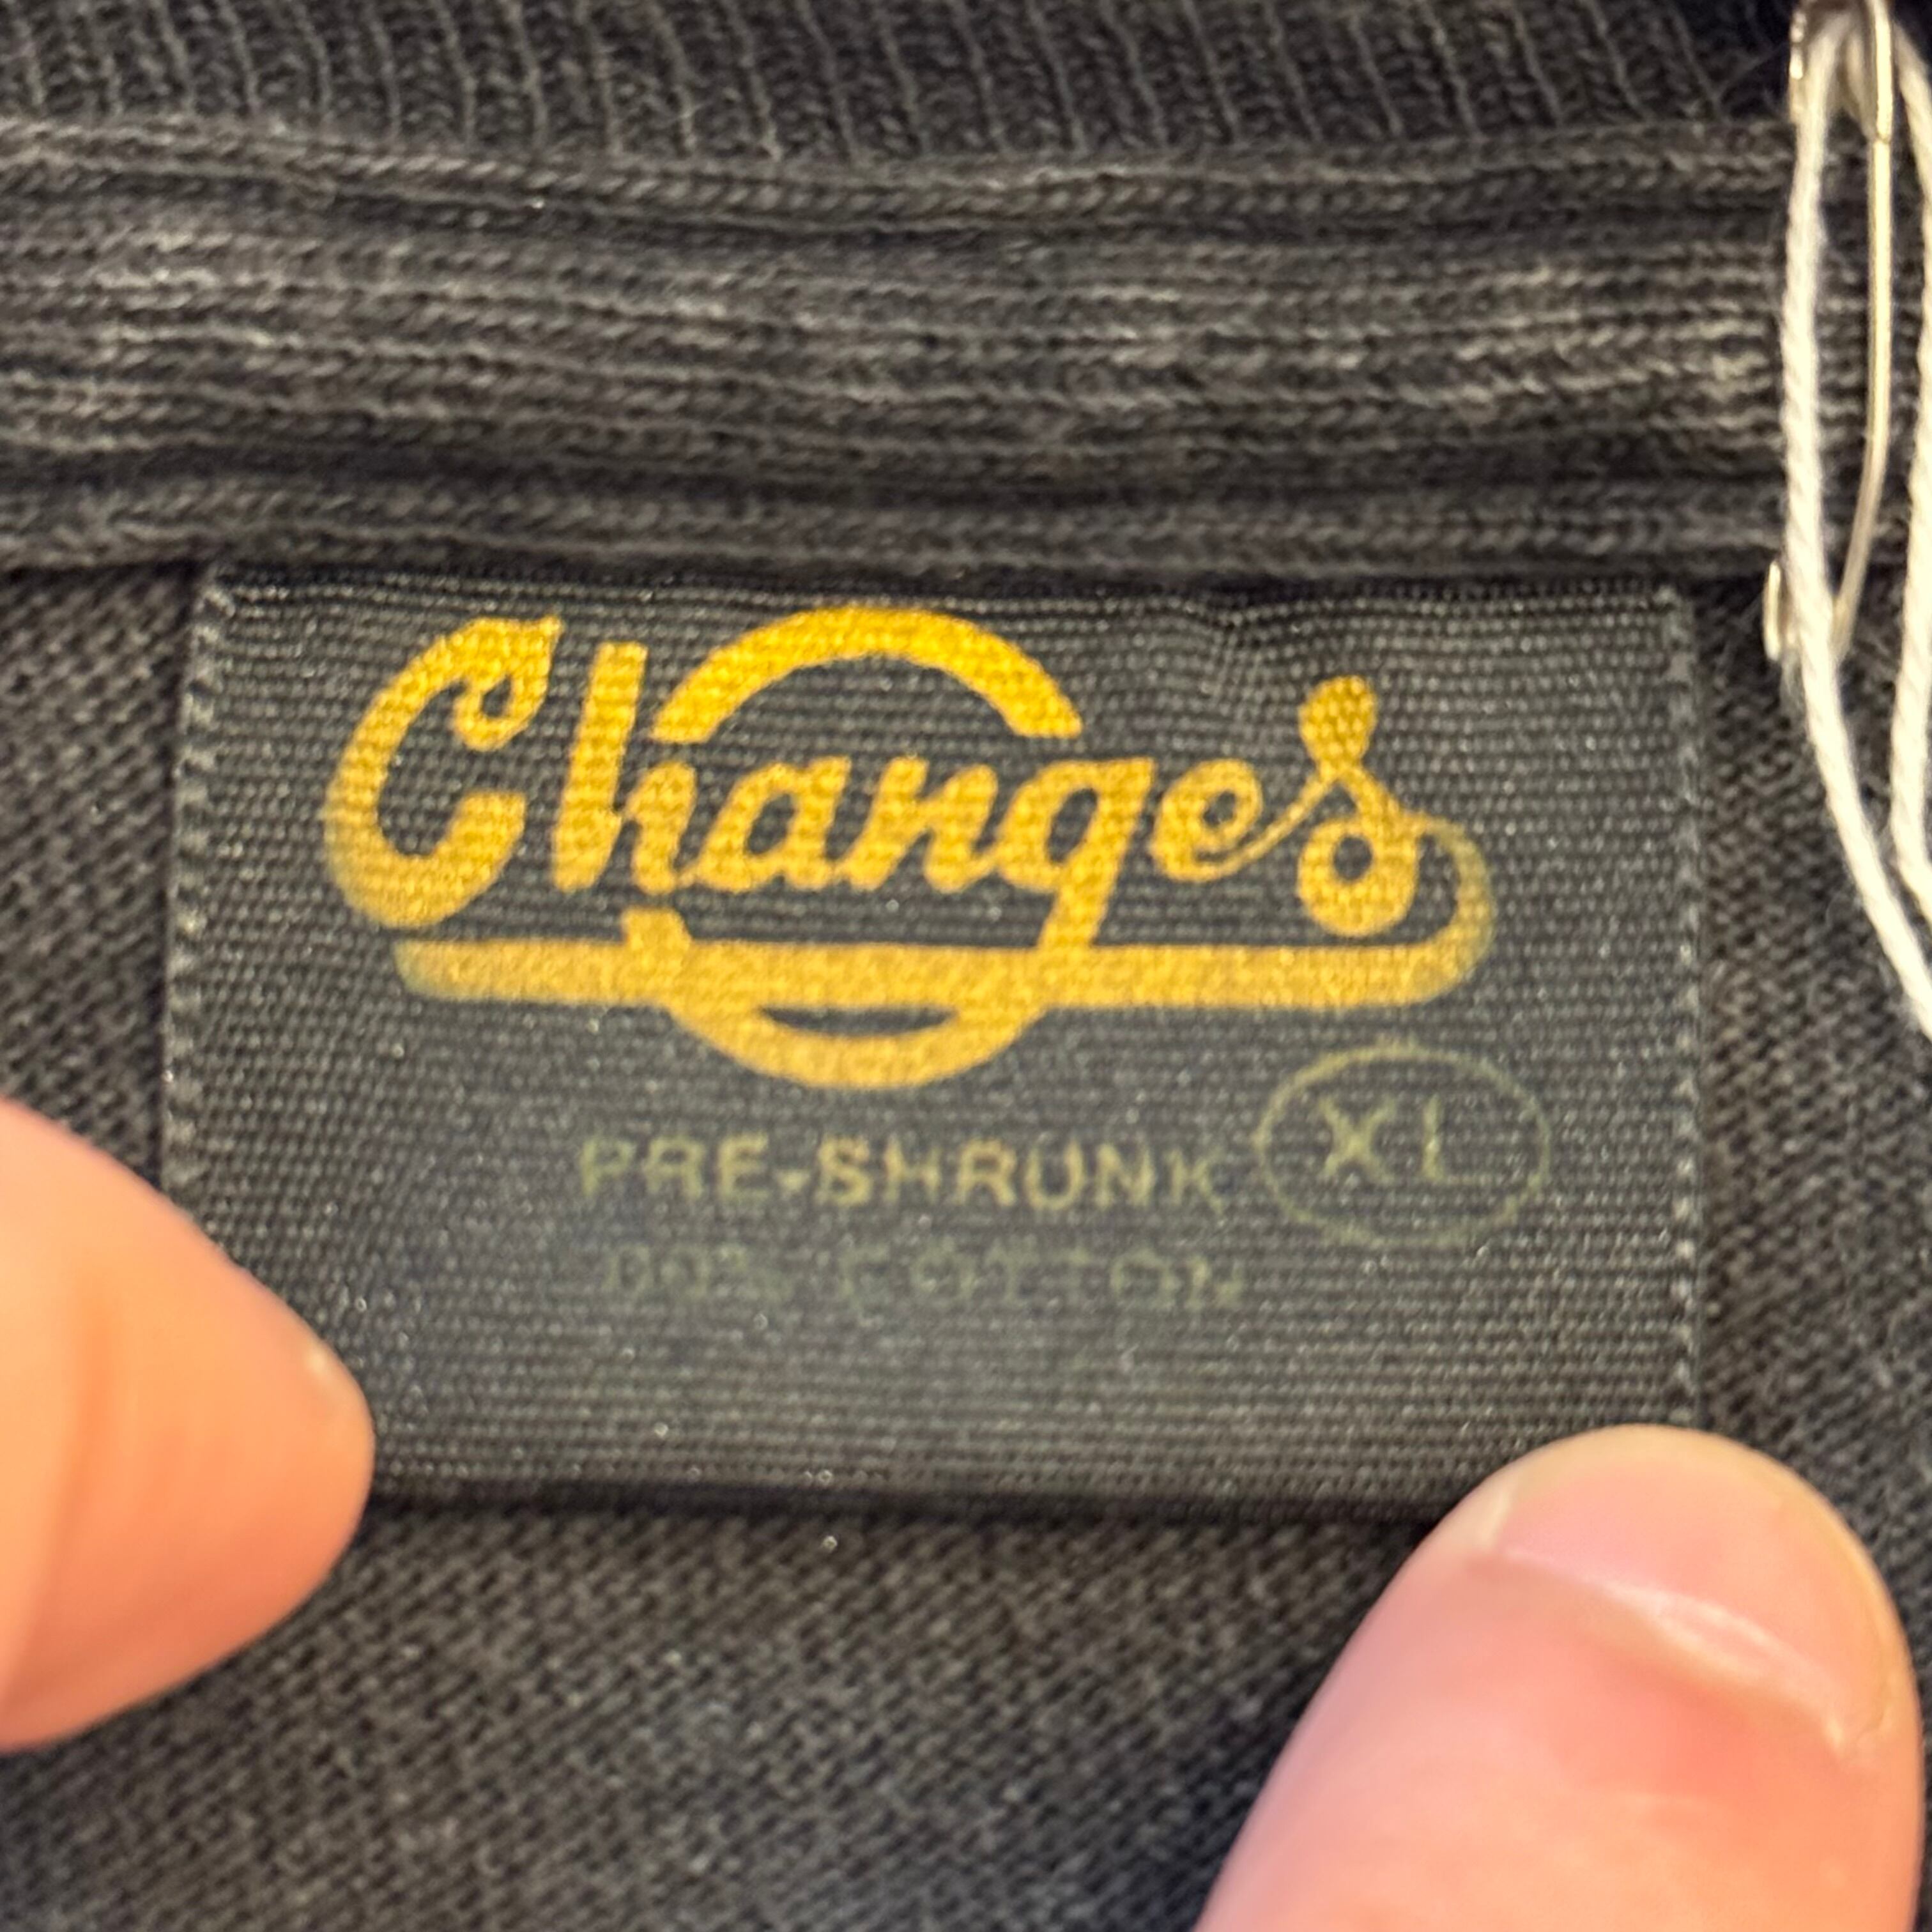 Changes
PRE-SHRUNK XL
100% COTTON